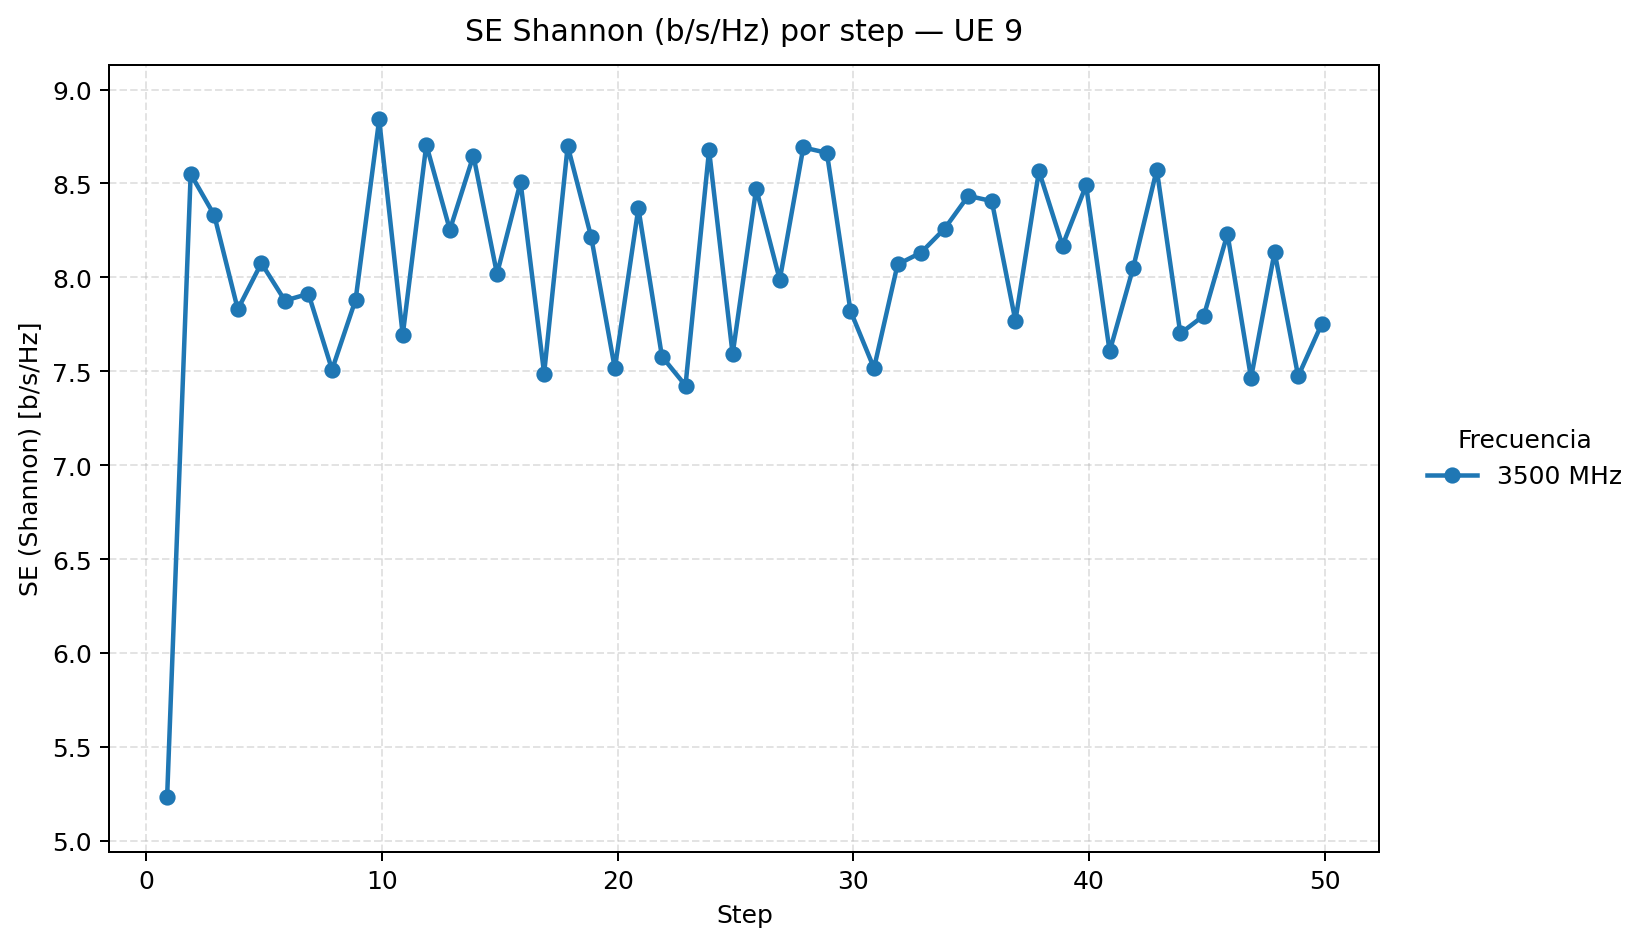 SE Shannon (b/s/Hz) por step — UE 9
SE (Shannon) [b/s/Hz]
9.0
8.5
8.0
7.5
7.0
6.5
6.0
5.5
5.0
0 10 20 30 40 50
Step
Frecuencia
3500 MHz